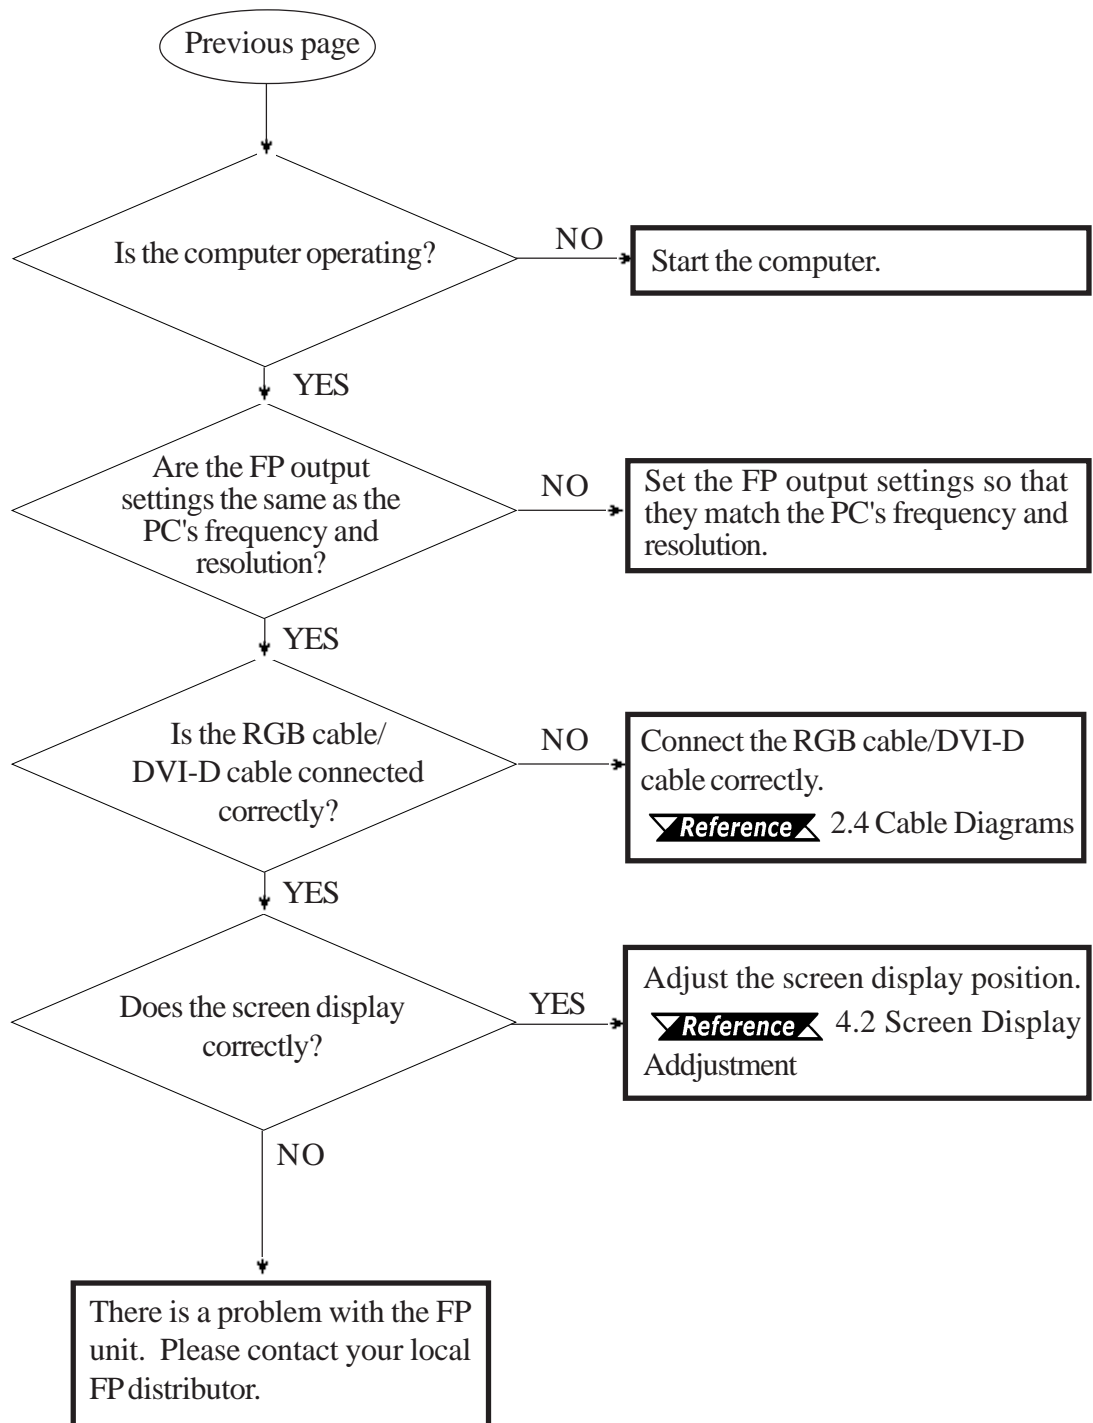 Previous page
Is the computer operating?
NO
Start the computer.
YES
Are the FP output
settings the same as the
PC's frequency and
resolution?
NO
Set the FP output settings so that
they match the PC's frequency and
resolution.
YES
Is the RGB cable/
DVI-D cable connected
correctly?
NO
Connect the RGB cable/DVI-D
cable correctly.
Reference 2.4 Cable Diagrams
YES
Does the screen display
correctly?
YES
Adjust the screen display position.
Reference 4.2 Screen Display
Addjustment
NO
There is a problem with the FP
unit. Please contact your local
FP distributor.